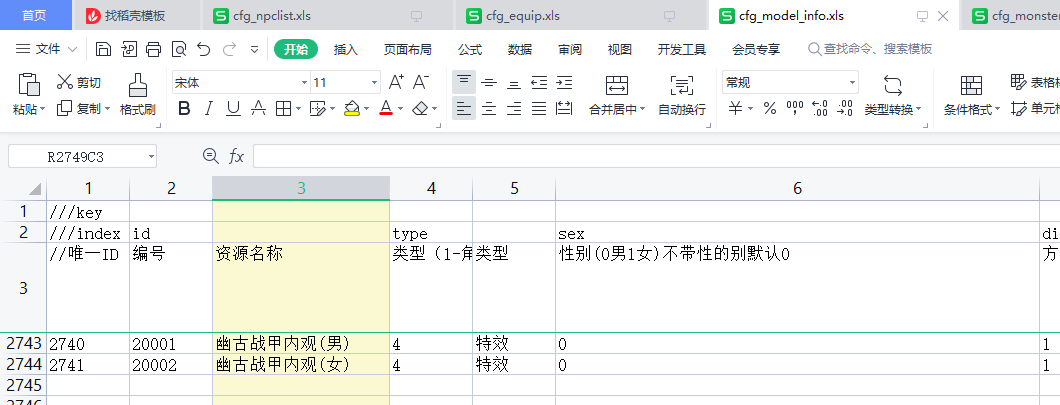 首页 找稻壳模板 cfg_npclist.xls cfg_equip.xls cfg_model_info.xls cfg_monster
文件 开始 插入 页面布局 公式 数据 审阅 视图 开发工具 会员专享 查找命令、搜索模板
粘贴 剪切 复制 格式刷 宋体 11 A+ A- B I U A 合并居中 自动换行 常规 ¥ % 类型转换 条件格式 表格样 单元格
R2749C3 fx
1 2 3 4 5 6
1 ///key
2 ///index id type sex di
3 //唯一ID 编号 资源名称 类型（1-角 类型 性别(0男1女)不带性的别默认0 方
2743 2740 20001 幽古战甲内观(男) 4 特效 0 1
2744 2741 20002 幽古战甲内观(女) 4 特效 0 1
2745
2746